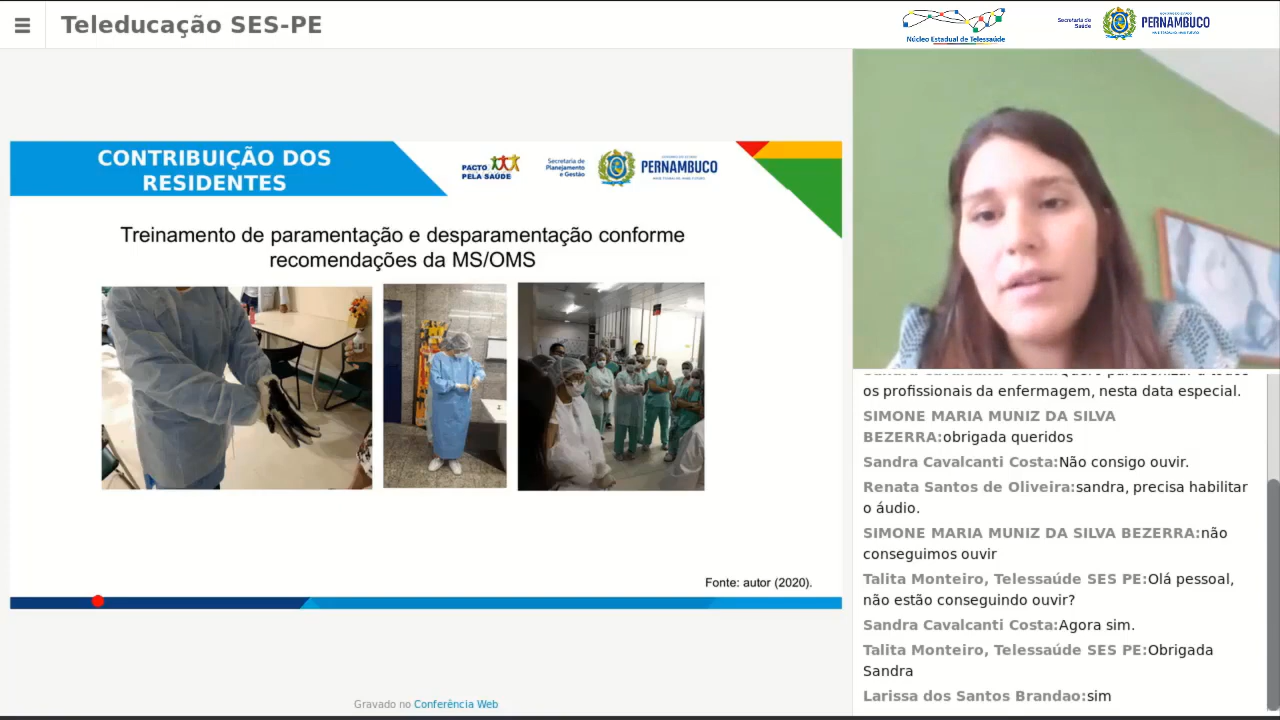 Teleducação SES-PE
Núcleo Estadual de Telessaúde
Secretaria de
Saúde
PERNAMBUCO
CONTRIBUIÇÃO DOS
RESIDENTES
PACTO
PELA SAÚDE
Secretaria de
Planejamento
e Gestão
PERNAMBUCO
Treinamento de paramentação e desparamentação conforme
recomendações da MS/OMS
Fonte: autor (2020).
Gravado no Conferência Web
os profissionais da enfermagem, nesta data especial.
SIMONE MARIA MUNIZ DA SILVA
BEZERRA:obrigada queridos
Sandra Cavalcanti Costa:Não consigo ouvir.
Renata Santos de Oliveira:sandra, precisa habilitar
o áudio.
SIMONE MARIA MUNIZ DA SILVA BEZERRA:não
conseguimos ouvir
Talita Monteiro, Telessaúde SES PE:Olá pessoal,
não estão conseguindo ouvir?
Sandra Cavalcanti Costa:Agora sim.
Talita Monteiro, Telessaúde SES PE:Obrigada
Sandra
Larissa dos Santos Brandao:sim